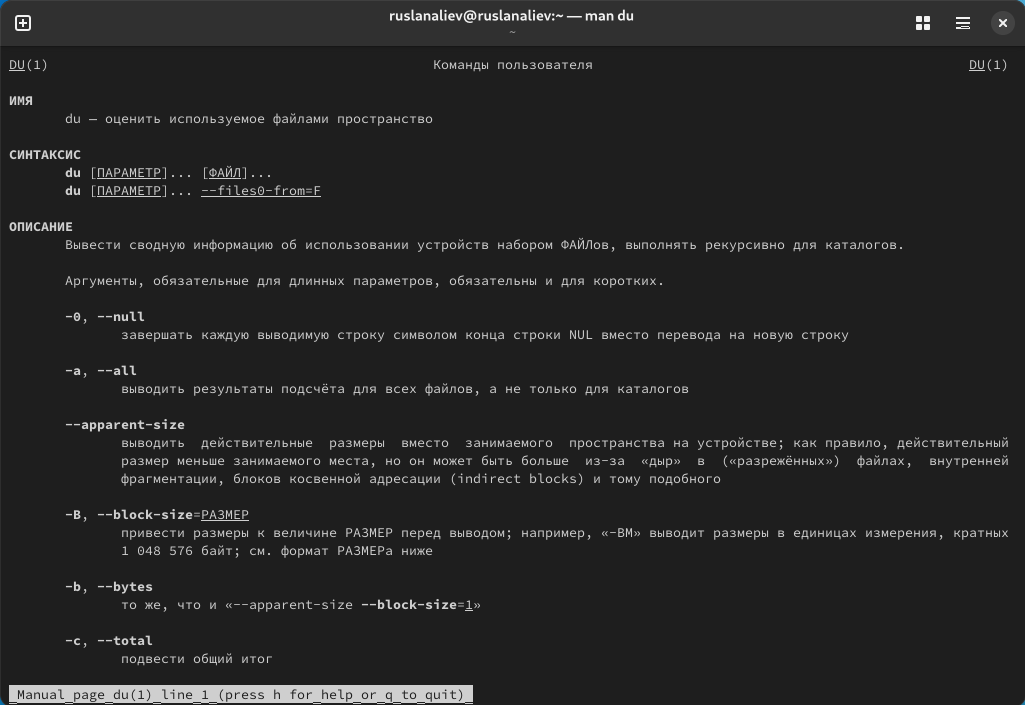 ruslanaliev@ruslanaliev:~ — man du
~
DU(1) Команды пользователя DU(1)
ИМЯ
du — оценить используемое файлами пространство
СИНТАКСИС
du [ПАРАМЕТР]... [ФАЙЛ]...
du [ПАРАМЕТР]... --files0-from=F
ОПИСАНИЕ
Вывести сводную информацию об использовании устройств набором ФАЙЛов, выполнять рекурсивно для каталогов.
Аргументы, обязательные для длинных параметров, обязательны и для коротких.
-0, --null
завершать каждую выводимую строку символом конца строки NUL вместо перевода на новую строку
-a, --all
выводить результаты подсчёта для всех файлов, а не только для каталогов
--apparent-size
выводить действительные размеры вместо занимаемого пространства на устройстве; как правило, действительный
размер меньше занимаемого места, но он может быть больше из-за «дыр» в («разрежённых») файлах, внутренней
фрагментации, блоков косвенной адресации (indirect blocks) и тому подобного
-B, --block-size=РАЗМЕР
привести размеры к величине РАЗМЕР перед выводом; например, «-BM» выводит размеры в единицах измерения, кратных
1 048 576 байт; см. формат РАЗМЕРа ниже
-b, --bytes
то же, что и «--apparent-size --block-size=1»
-c, --total
подвести общий итог
Manual page du(1) line 1 (press h for help or q to quit)